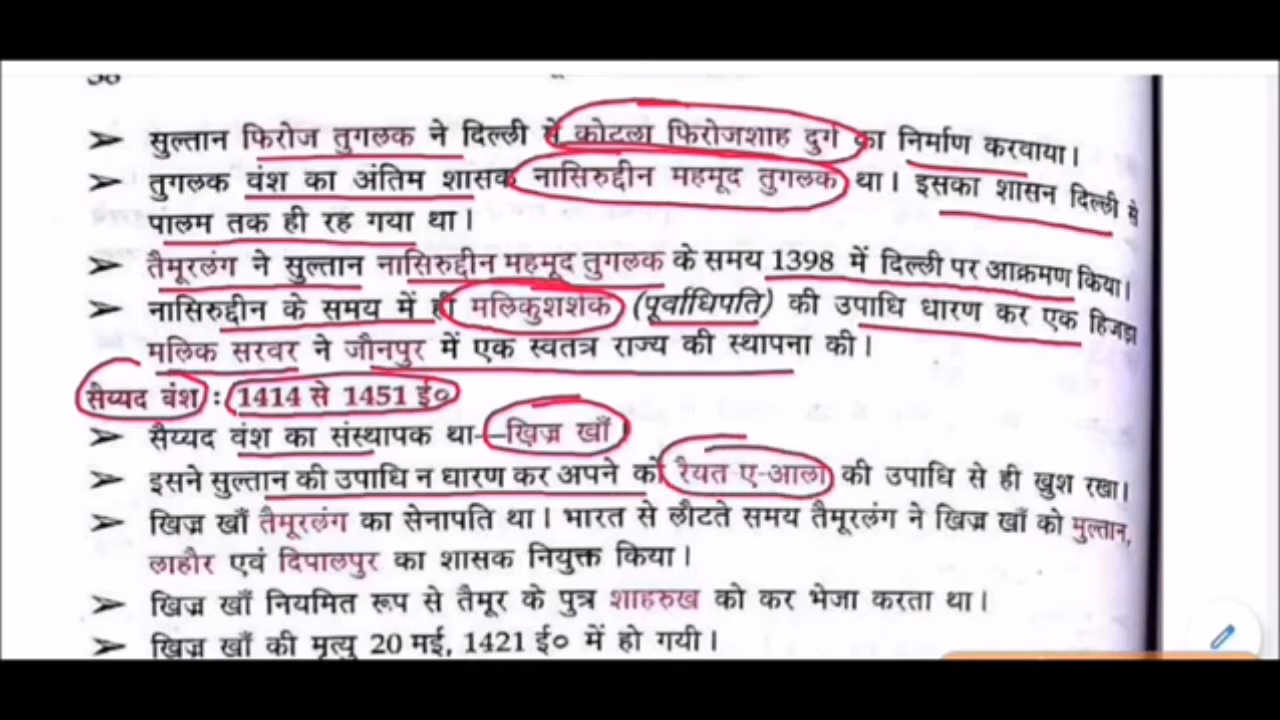 ➤ सुल्तान फिरोज तुगलक ने दिल्ली में कोटला फिरोजशाह दुर्ग का निर्माण करवाया।
➤ तुगलक वंश का अंतिम शासक नासिरुद्दीन महमूद तुगलक था। इसका शासन दिल्ली से
पालम तक ही रह गया था।
➤ तैमूरलंग ने सुल्तान नासिरुद्दीन महमूद तुगलक के समय 1398 में दिल्ली पर आक्रमण किया।
➤ नासिरुद्दीन के समय में ही मलिकुशशर्क (पूर्वाधिपति) की उपाधि धारण कर एक हिजड़ा
मलिक सरवर ने जौनपुर में एक स्वतंत्र राज्य की स्थापना की।
सैय्यद वंश : 1414 से 1451 ई०
➤ सैय्यद वंश का संस्थापक था—खिज्र खाँ
➤ इसने सुल्तान की उपाधि न धारण कर अपने को रैयत ए-आला की उपाधि से ही खुश रखा।
➤ खिज्र खाँ तैमूरलंग का सेनापति था। भारत से लौटते समय तैमूरलंग ने खिज्र खाँ को मुल्तान,
लाहौर एवं दिपालपुर का शासक नियुक्त किया।
➤ खिज्र खाँ नियमित रूप से तैमूर के पुत्र शाहरुख को कर भेजा करता था।
➤ खिज्र खाँ की मृत्यु 20 मई, 1421 ई० में हो गयी।